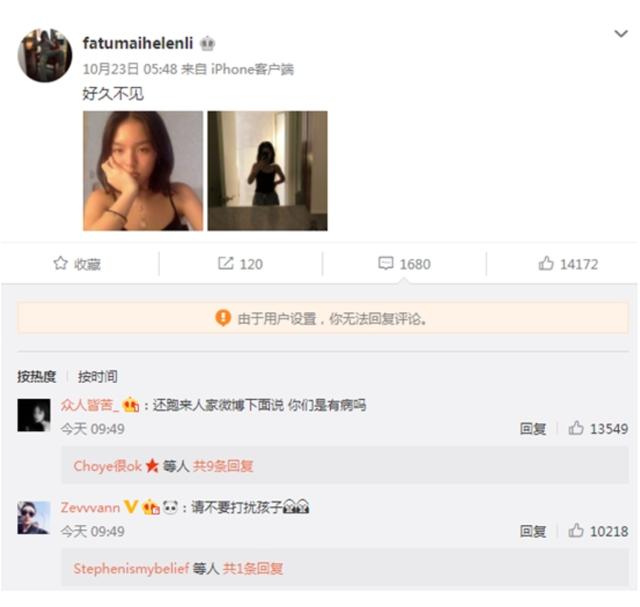 fatumaihelenli
10月23日 05:48 来自 iPhone客户端
好久不见
收藏
120
1680
14172
由于用户设置，你无法回复评论。
按热度 按时间
众人皆苦_：还跑来人家微博下面说 你们是有病吗
今天 09:49 回复 13549
Choye很ok 等人 共9条回复
Zevvvann V：请不要打扰孩子
今天 09:49 回复 10218
Stephenismybelief 等人 共1条回复